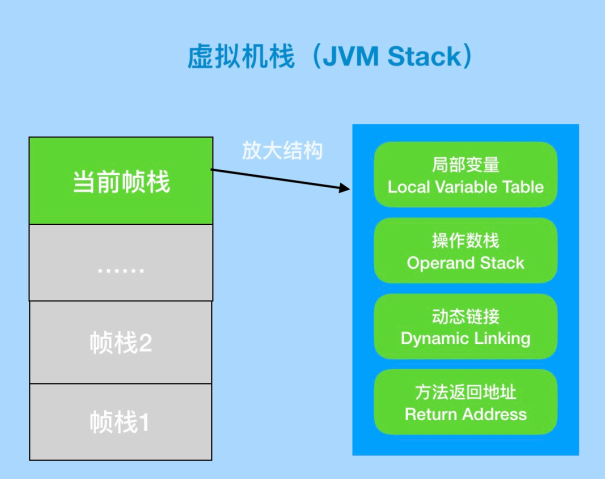 虚拟机栈（JVM Stack）
当前帧栈
……
帧栈2
帧栈1
放大结构
局部变量
Local Variable Table
操作数栈
Operand Stack
动态链接
Dynamic Linking
方法返回地址
Return Address